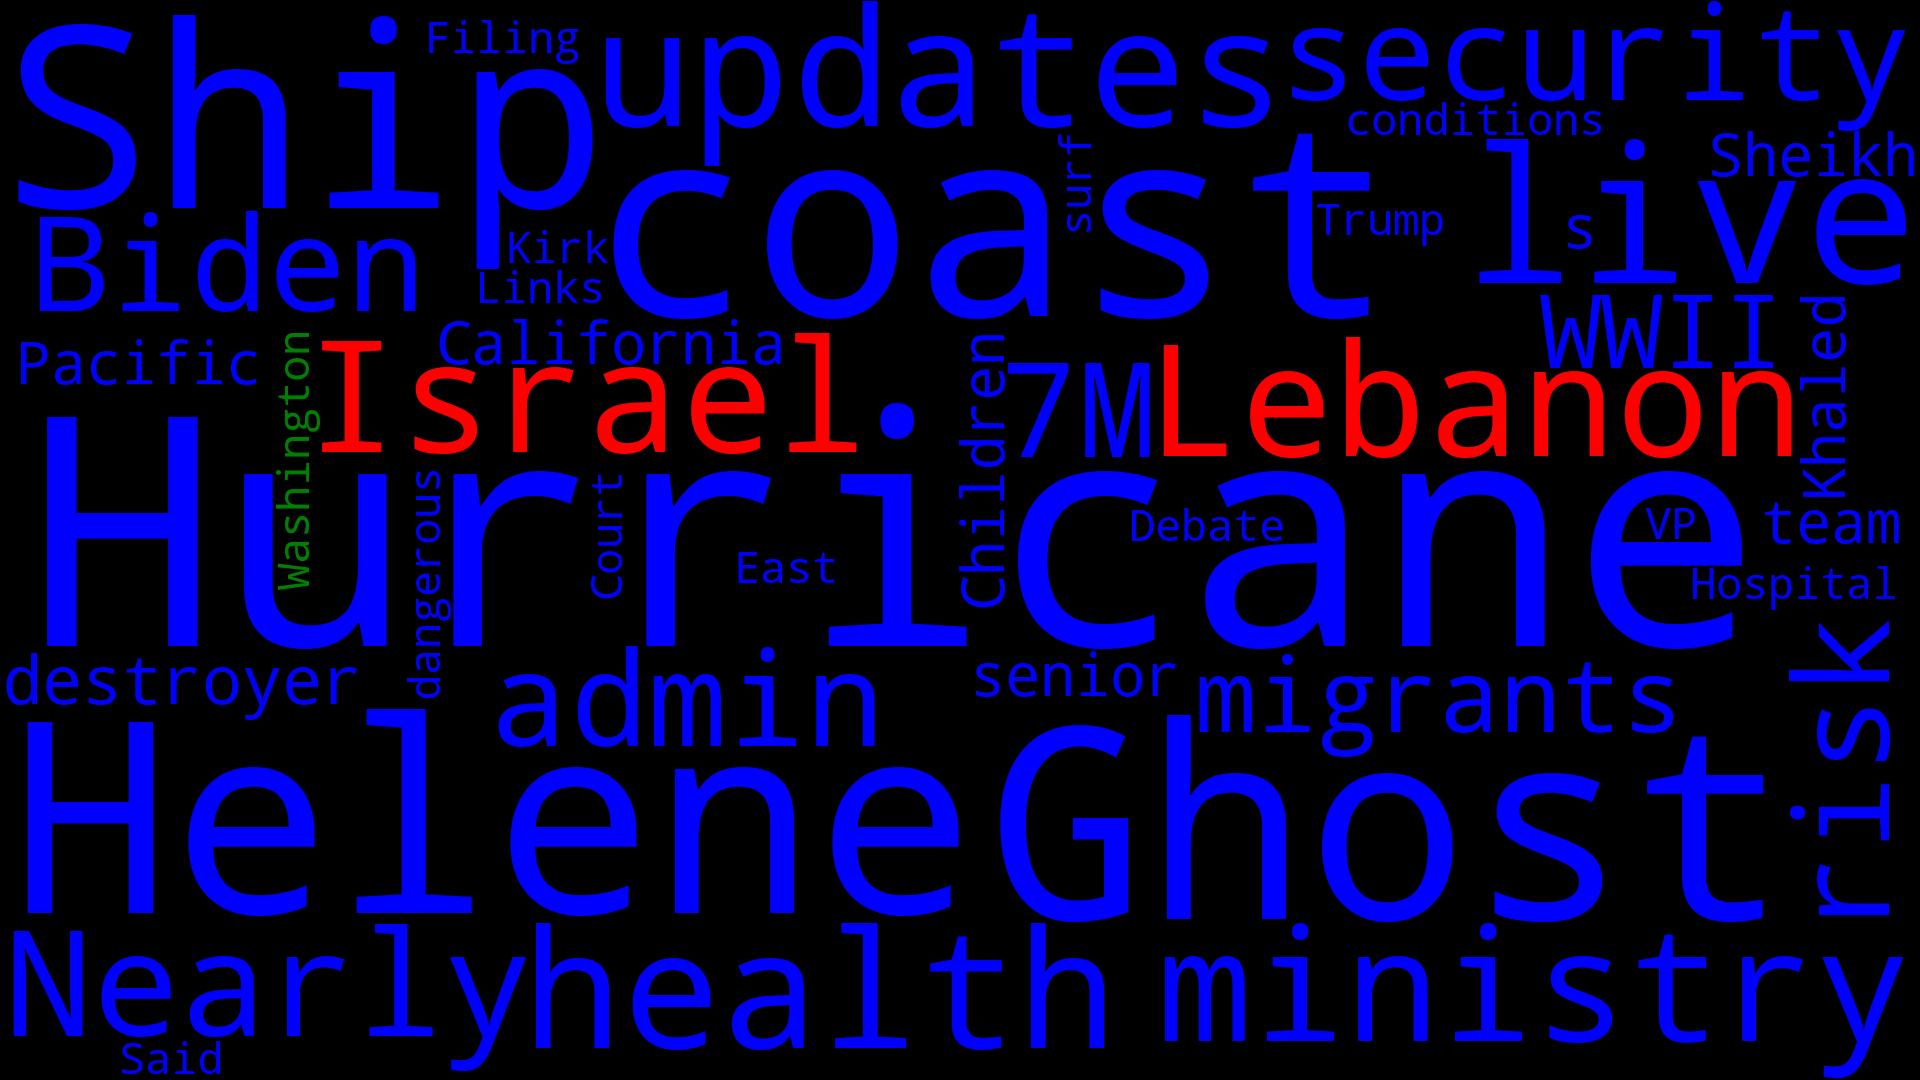 Ship
Filing
updates
security
conditions
surf
coast
live
Sheikh
Biden
Kirk
Links
Trump
s
WWII
Khaled
Pacific
Washington
California
Israel
Children
7M
Lebanon
Hurricane
dangerous
Court
East
Debate
VP
team
Hospital
destroyer
admin
senior
migrants
risk
Helene
Ghost
Nearly
health
ministry
Said